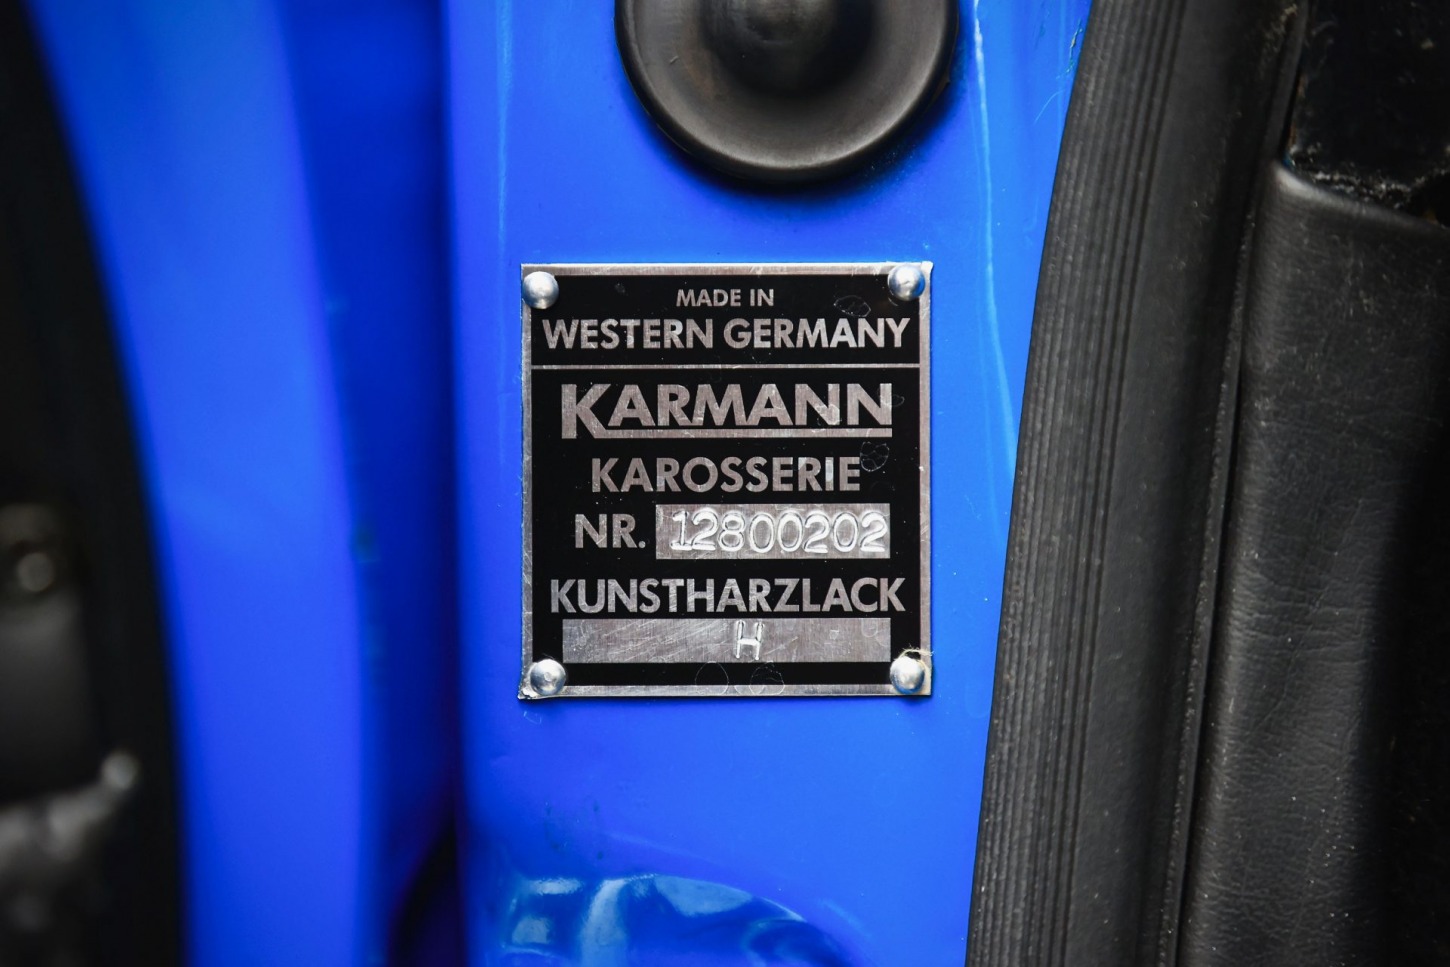 MADE IN
WESTERN GERMANY
KARMANN
KAROSSERIE
NR. 12800202
KUNSTHARZLACK
H